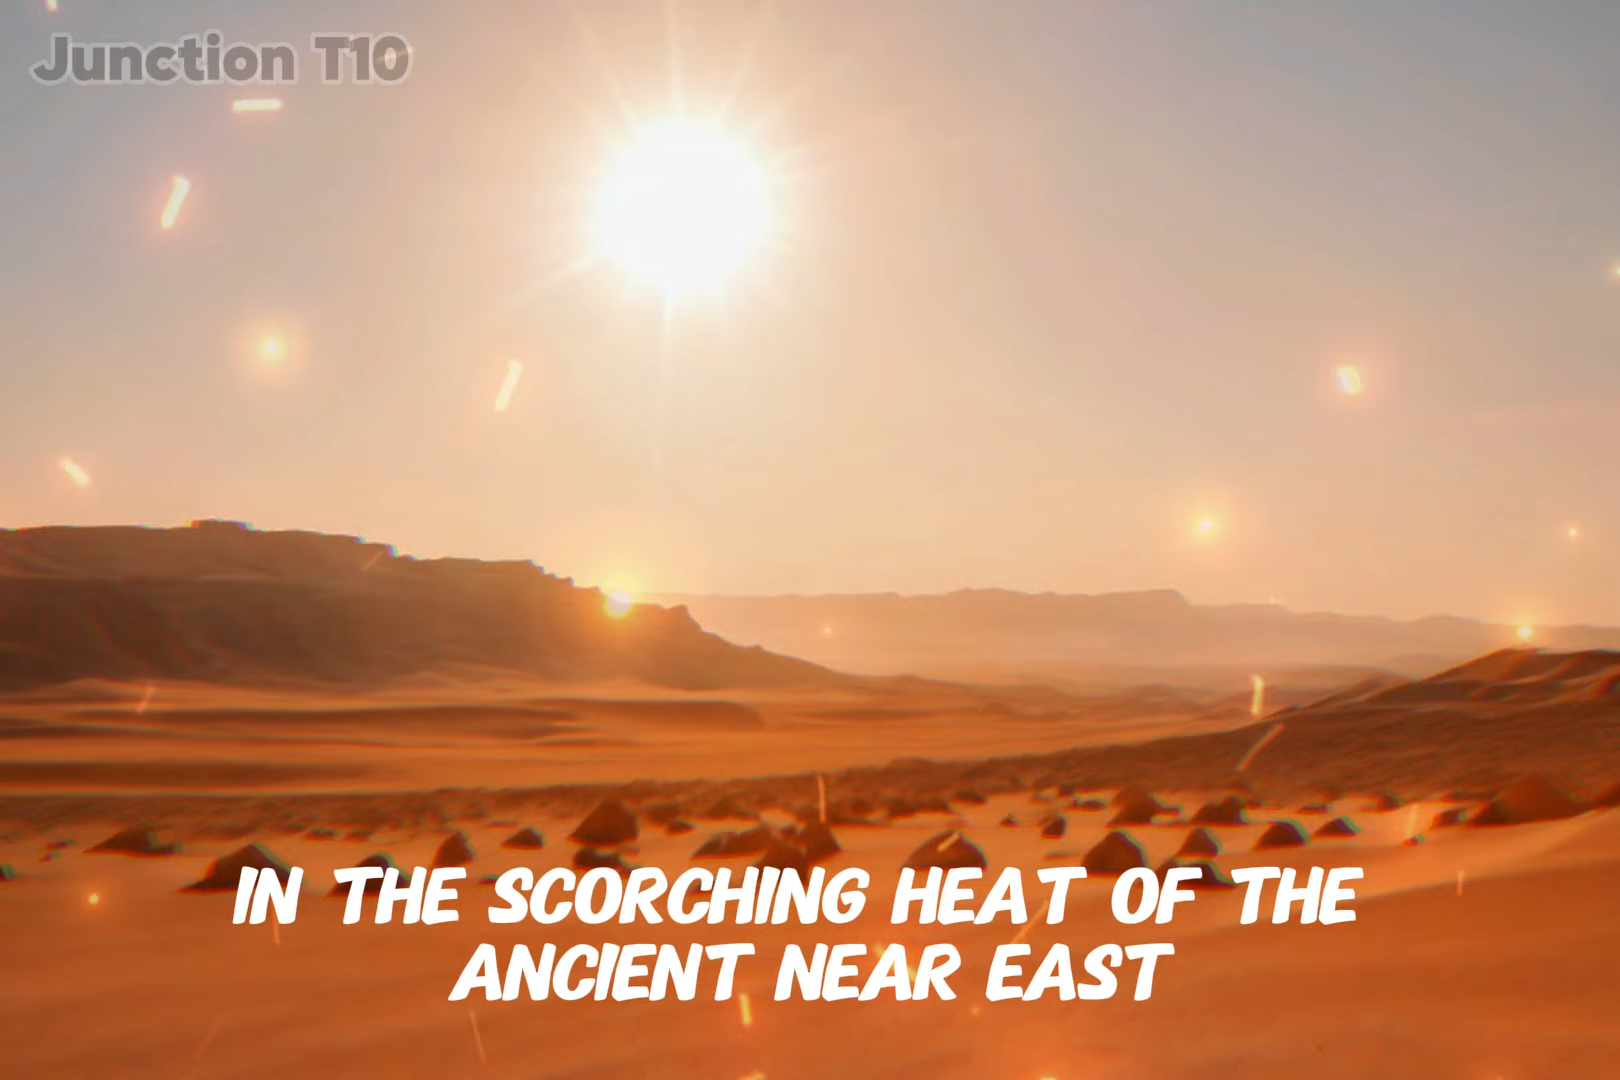 Junction T10
IN THE SCORCHING HEAT OF THE
ANCIENT NEAR EAST